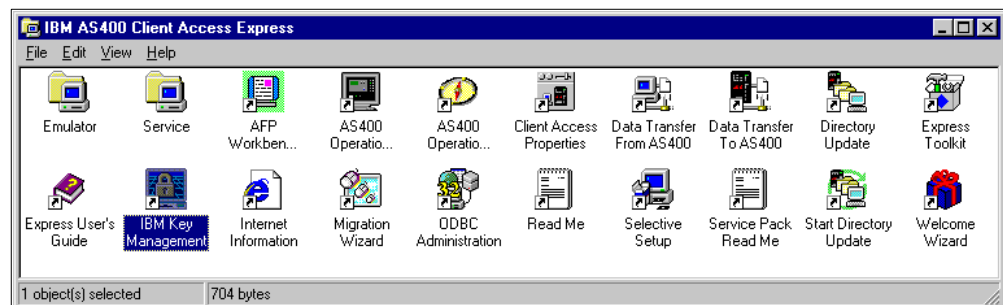 IBM AS400 Client Access Express
File Edit View Help
Emulator Service AFP Workben... AS400 Operatio... AS400 Operatio... Client Access Properties Data Transfer From AS400 Data Transfer To AS400 Directory Update Express Toolkit
Express User's Guide IBM Key Management Internet Information Migration Wizard 32 ODBC Administration Read Me Selective Setup Service Pack Read Me Start Directory Update Welcome Wizard
1 object(s) selected 704 bytes